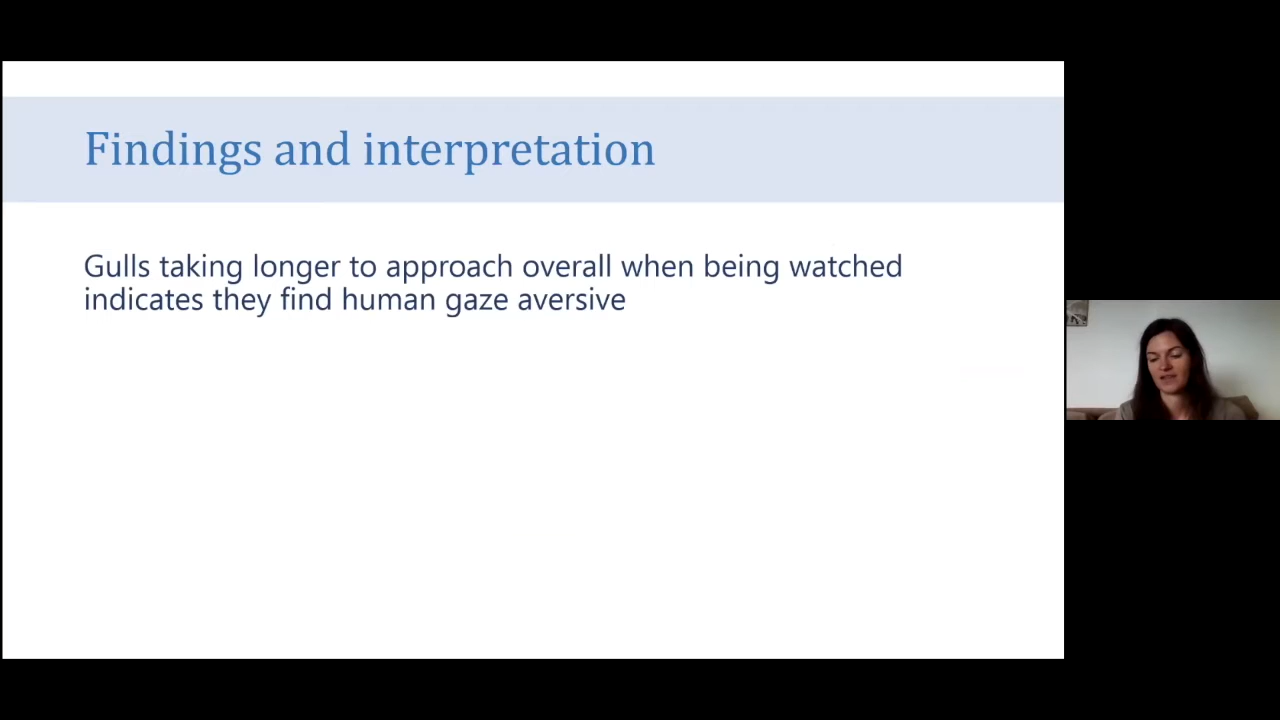 Findings and interpretation
Gulls taking longer to approach overall when being watched
indicates they find human gaze aversive